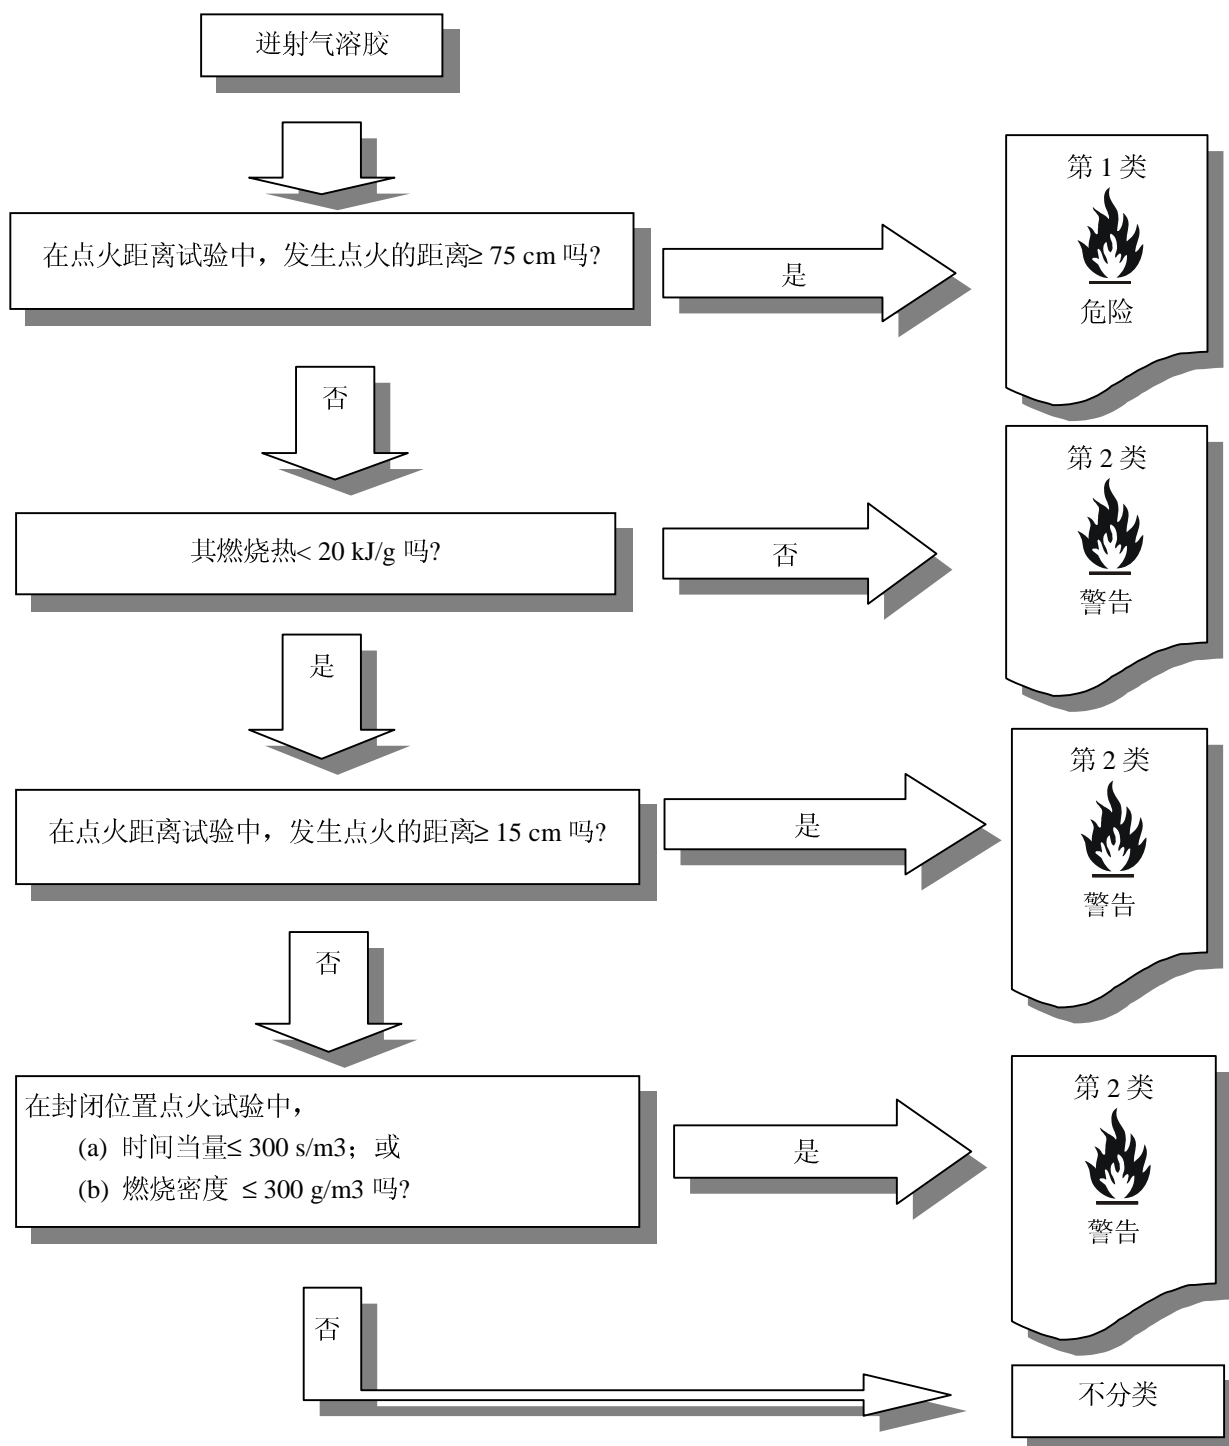 迸射气溶胶
在点火距离试验中，发生点火的距离≥ 75 cm 吗?
是
第 1 类
危险
否
其燃烧热< 20 kJ/g 吗?
否
第 2 类
警告
是
在点火距离试验中，发生点火的距离≥ 15 cm 吗?
是
第 2 类
警告
否
在封闭位置点火试验中，
(a) 时间当量≤ 300 s/m3；或
(b) 燃烧密度 ≤ 300 g/m3 吗?
是
第 2 类
警告
否
不分类